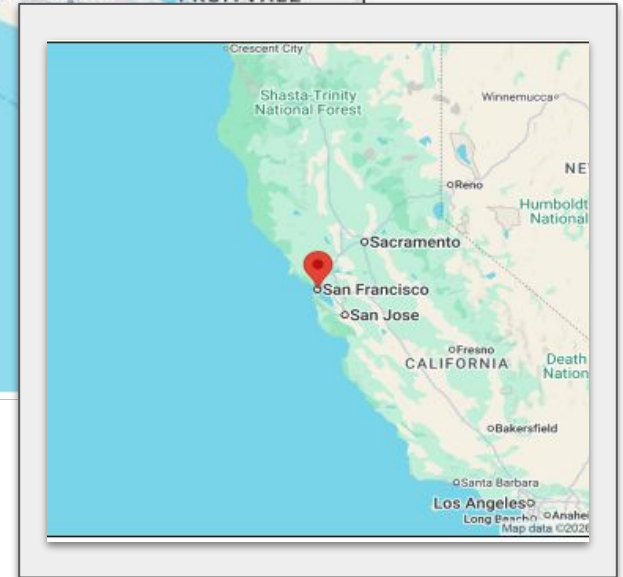 Crescent City
Shasta-Trinity
National Forest
Winnemucca
NE
Reno
Humboldt
National
Sacramento
San Francisco
San Jose
Fresno
CALIFORNIA
Death
Nation
Bakersfield
Santa Barbara
Los Angeles
Long Beach
Anahe
Map data ©2026